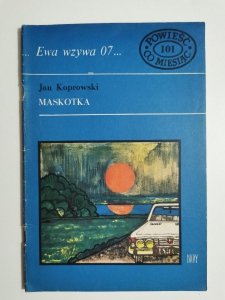 Ewa wzywa 07...
POWIEŚĆ
101
CO MIESIĄC
Jan Koprowski
MASKOTKA